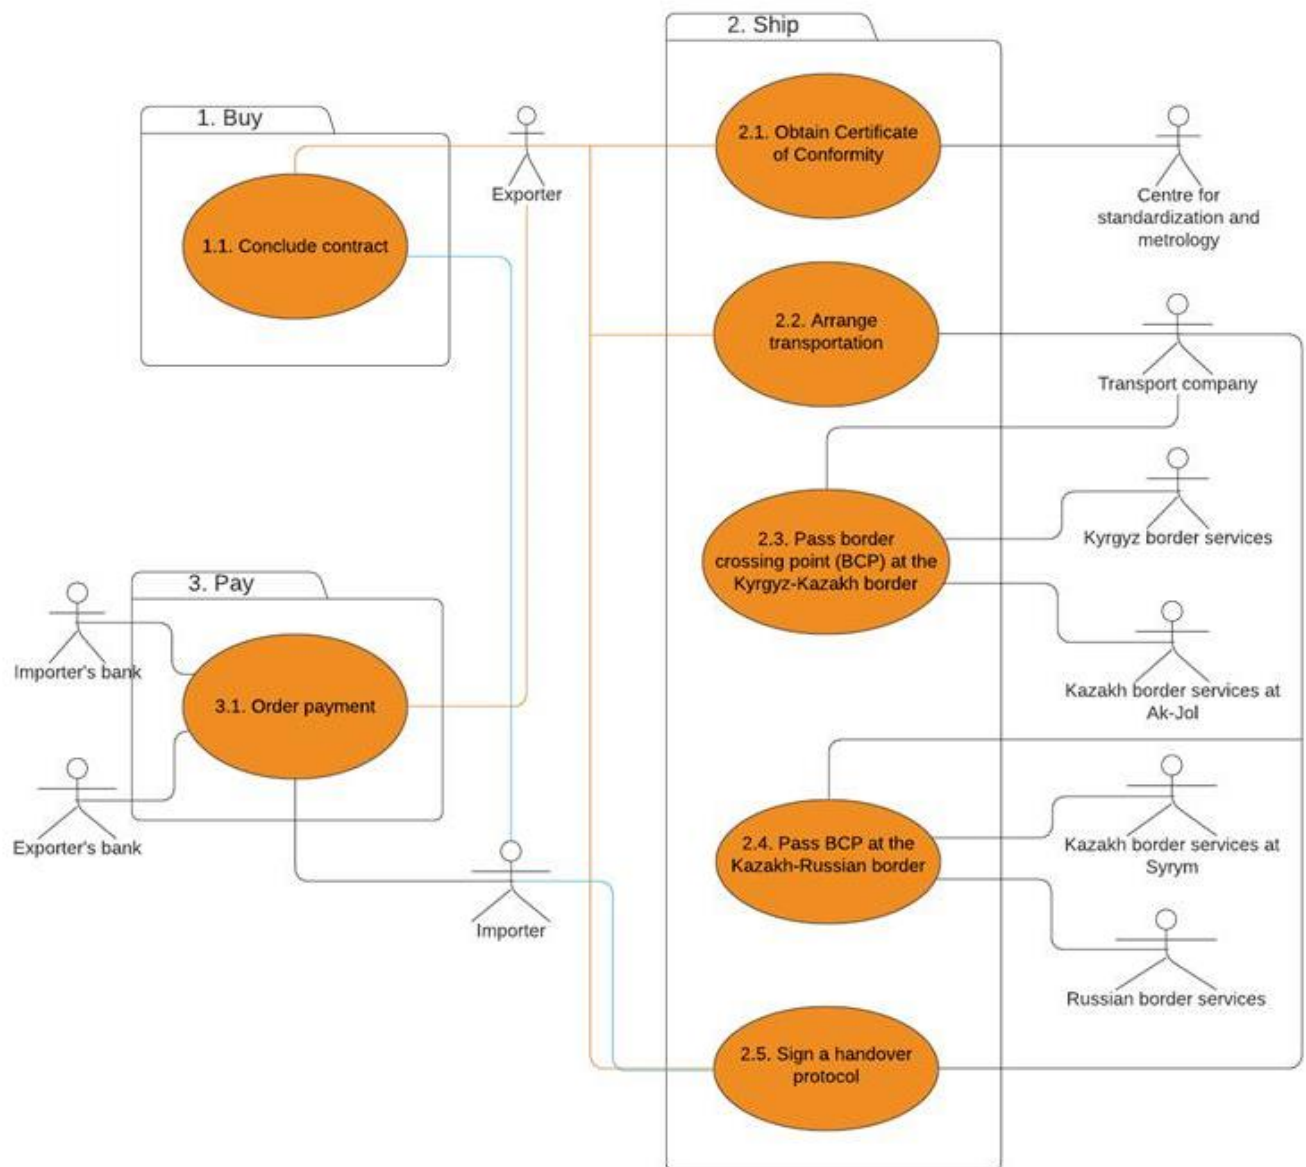 2. Ship
1. Buy
2.1. Obtain Certificate
of Conformity
Exporter
Centre for
standardization and
metrology
1.1. Conclude contract
2.2. Arrange
transportation
Transport company
2.3. Pass border
crossing point (BCP) at the
Kyrgyz-Kazakh border
Kyrgyz border services
3. Pay
Importer's bank
Kazakh border services at
Ak-Jol
3.1. Order payment
Exporter's bank
2.4. Pass BCP at the
Kazakh-Russian border
Kazakh border services at
Syrym
Importer
Russian border services
2.5. Sign a handover
protocol